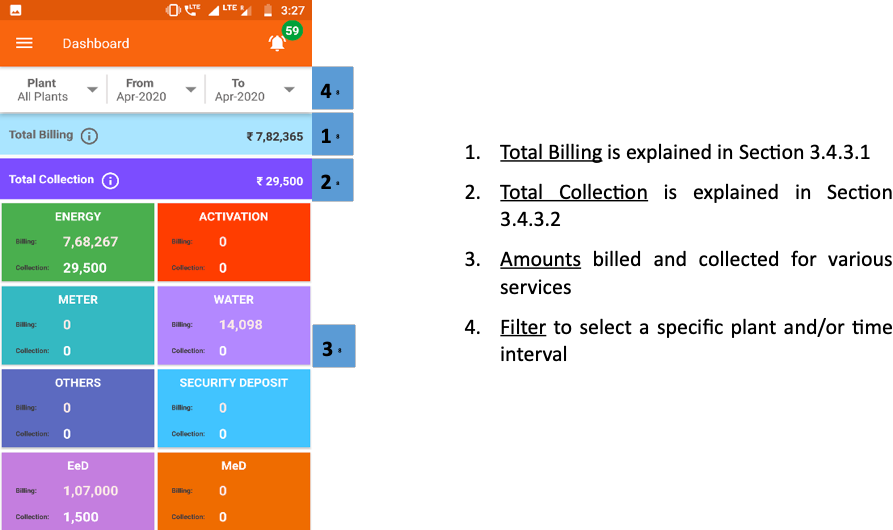 LTE LTE 3:27
59
Dashboard
Plant From To
All Plants Apr-2020 Apr-2020
4
Total Billing i ₹ 7,82,365
1
Total Collection i ₹ 29,500
2
ENERGY
Billing: 7,68,267
Collection: 29,500
ACTIVATION
Billing: 0
Collection: 0
METER
Billing: 0
Collection: 0
WATER
Billing: 14,098
Collection: 0
3
OTHERS
Billing: 0
Collection: 0
SECURITY DEPOSIT
Billing: 0
Collection: 0
EeD
Billing: 1,07,000
Collection: 1,500
MeD
Billing: 0
Collection: 0
1. Total Billing is explained in Section 3.4.3.1
2. Total Collection is explained in Section
3.4.3.2
3. Amounts billed and collected for various
services
4. Filter to select a specific plant and/or time
interval